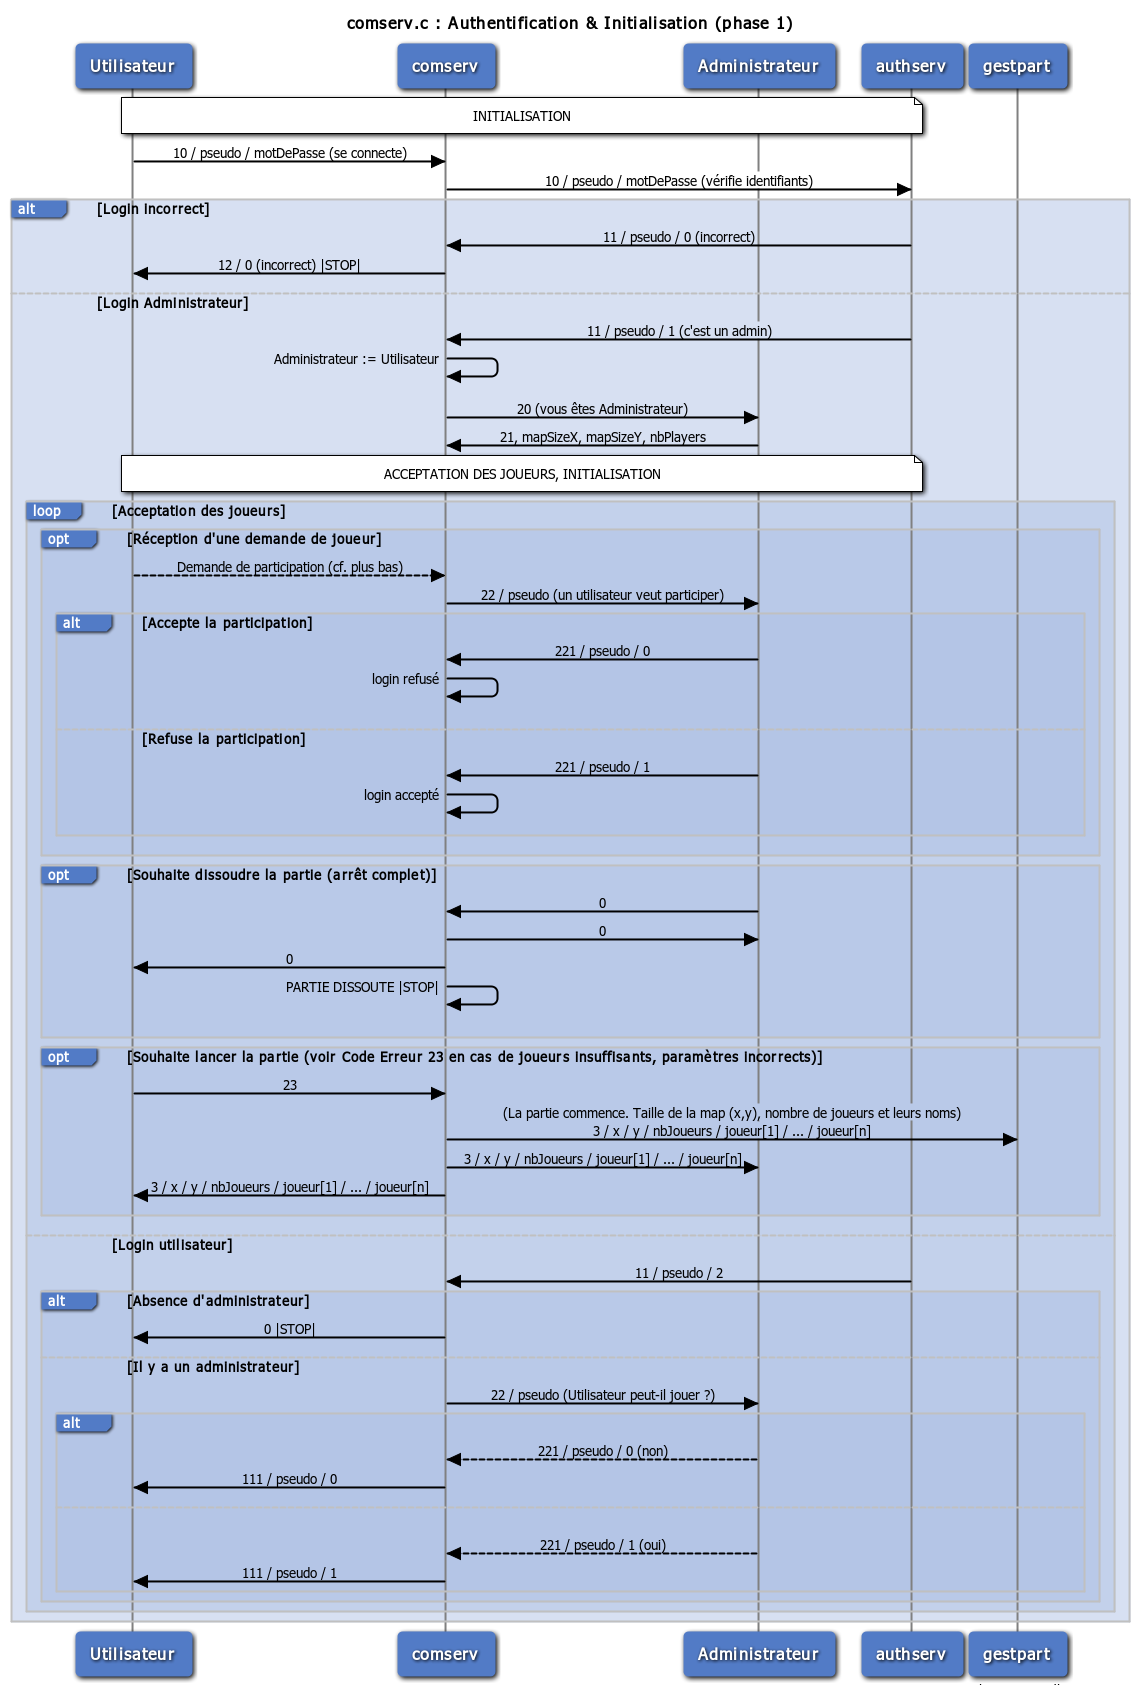 comserv.c : Authentification & Initialisation (phase 1)
Utilisateur comserv Administrateur authserv gestpart
INITIALISATION
10 / pseudo / motDePasse (se connecte)
10 / pseudo / motDePasse (vérifie identifiants)
alt [Login incorrect]
11 / pseudo / 0 (incorrect)
12 / 0 (incorrect) |STOP|
[Login Administrateur]
11 / pseudo / 1 (c'est un admin)
Administrateur := Utilisateur
20 (vous êtes Administrateur)
21, mapSizeX, mapSizeY, nbPlayers
ACCEPTATION DES JOUEURS, INITIALISATION
loop [Acceptation des joueurs]
opt [Réception d'une demande de joueur]
Demande de participation (cf. plus bas)
22 / pseudo (un utilisateur veut participer)
alt [Accepte la participation]
221 / pseudo / 0
login refusé
[Refuse la participation]
221 / pseudo / 1
login accepté
opt [Souhaite dissoudre la partie (arrêt complet)]
0
0
0
PARTIE DISSOUTE |STOP|
opt [Souhaite lancer la partie (voir Code Erreur 23 en cas de joueurs insuffisants, paramètres incorrects)]
23
(La partie commence. Taille de la map (x,y), nombre de joueurs et leurs noms)
3 / x / y / nbJoueurs / joueur[1] / ... / joueur[n]
3 / x / y / nbJoueurs / joueur[1] / ... / joueur[n]
3 / x / y / nbJoueurs / joueur[1] / ... / joueur[n]
[Login utilisateur]
11 / pseudo / 2
alt [Absence d'administrateur]
0 |STOP|
[Il y a un administrateur]
22 / pseudo (Utilisateur peut-il jouer ?)
alt
221 / pseudo / 0 (non)
111 / pseudo / 0
221 / pseudo / 1 (oui)
111 / pseudo / 1
Utilisateur comserv Administrateur authserv gestpart